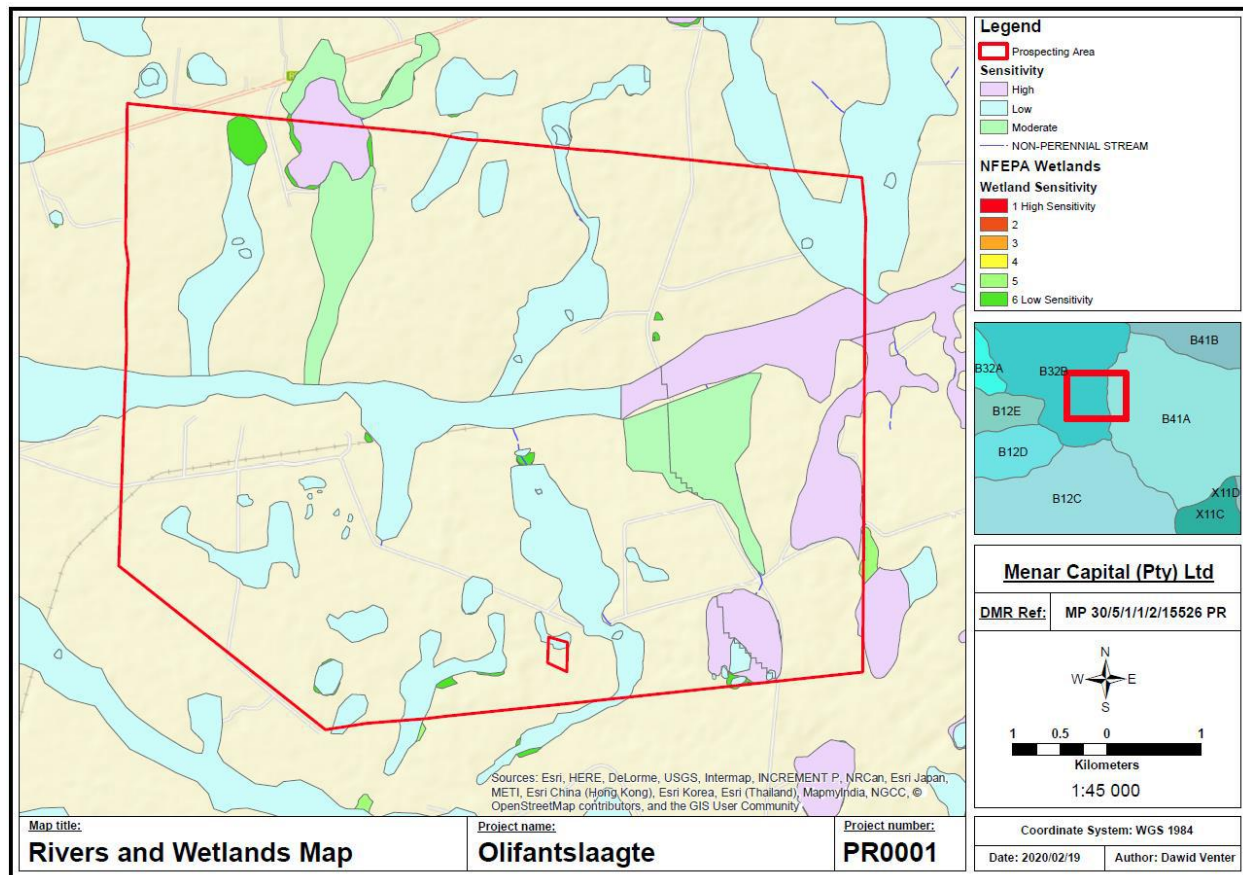 Legend
Prospecting Area
Sensitivity
High
Low
Moderate
NON-PERENNIAL STREAM
NFEPA Wetlands
Wetland Sensitivity
1 High Sensitivity
2
3
4
5
6 Low Sensitivity
B41B
B32A
B32B
B12E
B41A
B12D
B12C
X11D
X11C
Menar Capital (Pty) Ltd
DMR Ref: MP 30/5/1/1/2/15526 PR
N
W E
S
1 0.5 0 1
Kilometers
1:45 000
Coordinate System: WGS 1984
Date: 2020/02/19 Author: Dawid Venter
Sources: Esri, HERE, DeLorme, USGS, Intermap, INCREMENT P, NRCan, Esri Japan,
METI, Esri China (Hong Kong), Esri Korea, Esri (Thailand), MapmyIndia, NGCC, ©
OpenStreetMap contributors, and the GIS User Community
Map title: Project name: Project number:
Rivers and Wetlands Map Olifantslaagte PR0001